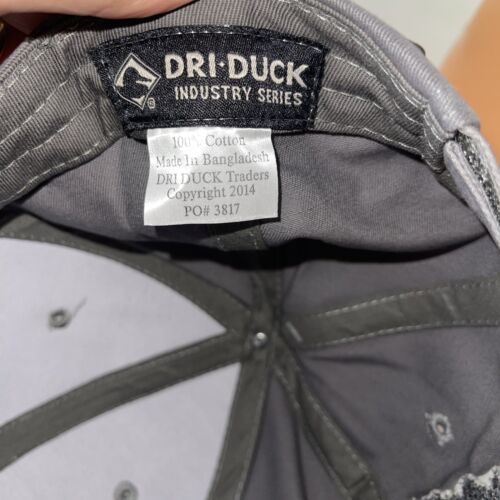 DRI·DUCK
INDUSTRY SERIES
®
100% Cotton
Made In Bangladesh
DRI DUCK Traders
Copyright 2014
PO# 3817